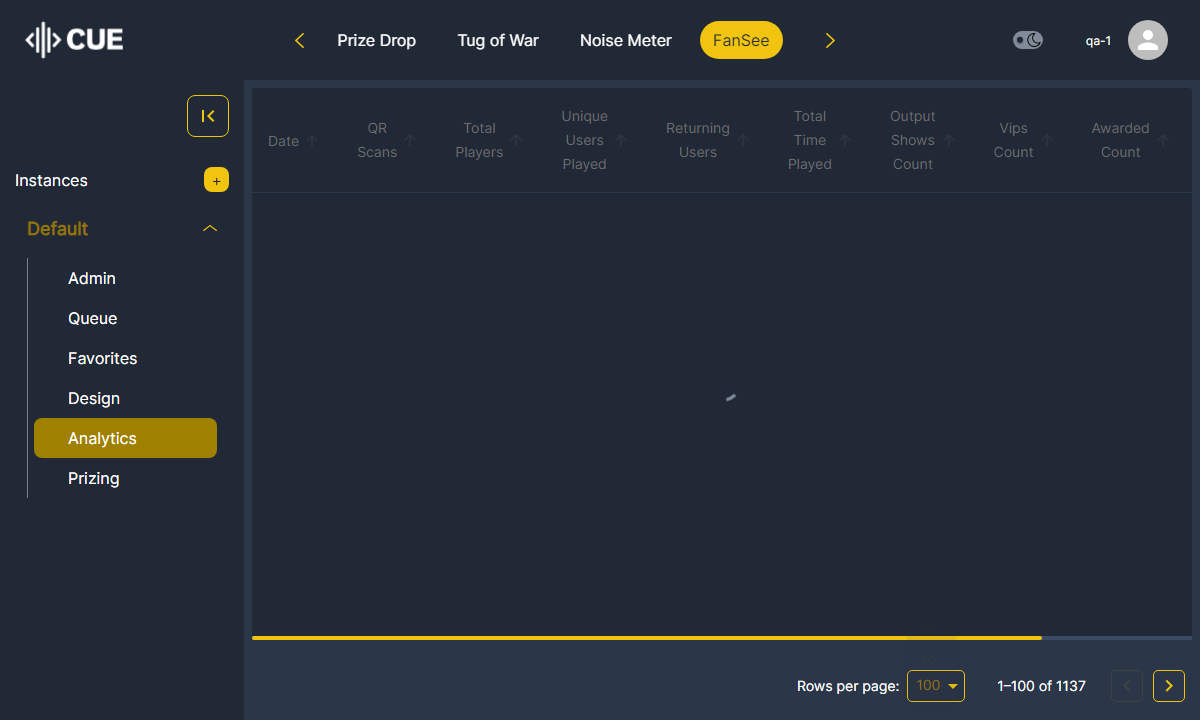 CUE
Prize Drop
Tug of War
Noise Meter
FanSee
qa-1
Instances
+
Default
Admin
Queue
Favorites
Design
Analytics
Prizing
Date
QR
Scans
Total
Players
Unique
Users
Played
Returning
Users
Total
Time
Played
Output
Shows
Count
Vips
Count
Awarded
Count
Rows per page:
100
1–100 of 1137